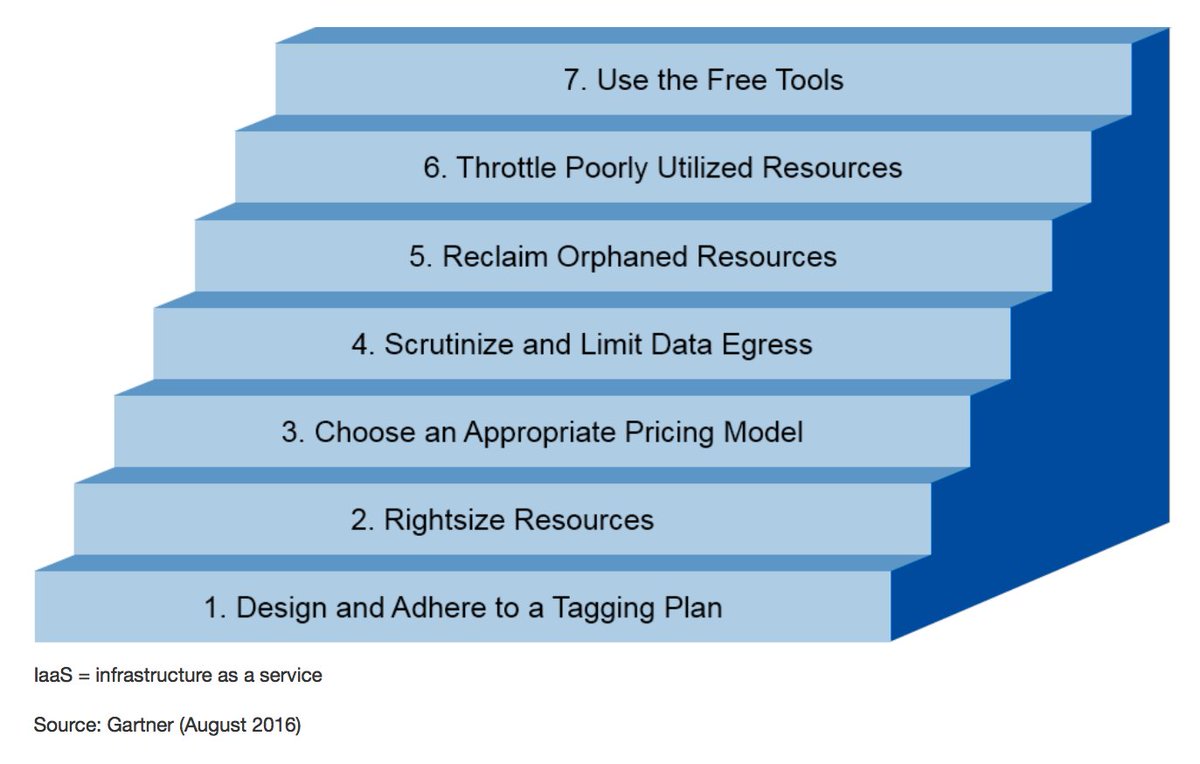 7. Use the Free Tools
6. Throttle Poorly Utilized Resources
5. Reclaim Orphaned Resources
4. Scrutinize and Limit Data Egress
3. Choose an Appropriate Pricing Model
2. Rightsize Resources
1. Design and Adhere to a Tagging Plan
IaaS = infrastructure as a service
Source: Gartner (August 2016)